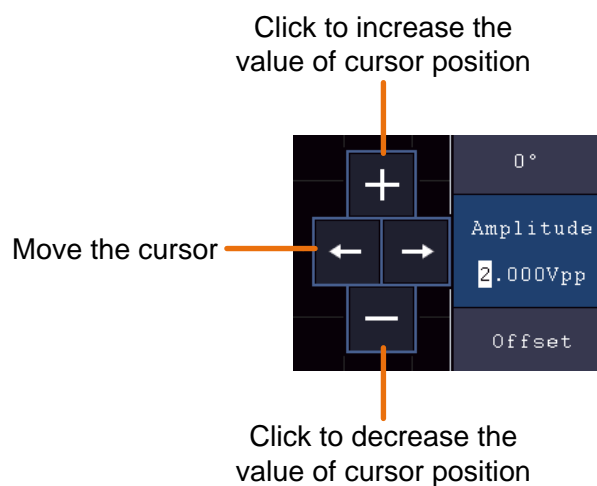 Click to increase the
value of cursor position
+
0°
Amplitude
Move the cursor
← →
2.000Vpp
−
Offset
Click to decrease the
value of cursor position